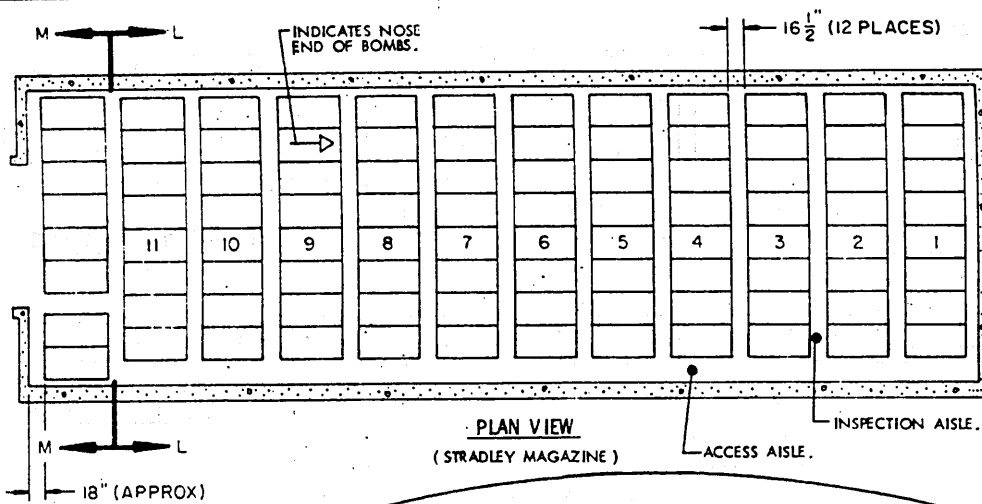 M L
INDICATES NOSE
END OF BOMBS.
16 1/2" (12 PLACES)
11 10 9 8 7 6 5 4 3 2 1
M L
PLAN VIEW
(STRADLEY MAGAZINE)
INSPECTION AISLE.
ACCESS AISLE.
18" (APPROX)